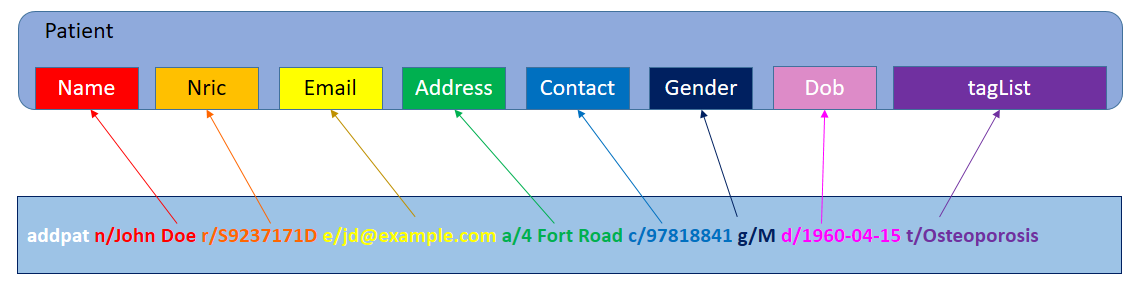 Patient
Name Nric Email Address Contact Gender Dob tagList
addpat n/John Doe r/S9237171D e/jd@example.com a/4 Fort Road c/97818841 g/M d/1960-04-15 t/Osteoporosis